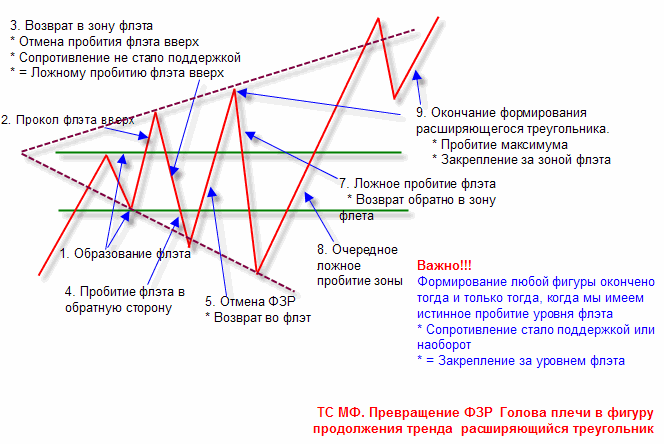 3. Возврат в зону флэта
* Отмена пробития флэта вверх
* Сопротивление не стало поддержкой
* = Ложному пробитию флэта вверх
2. Прокол флэта вверх
9. Окончание формирования
расширяющегося треугольника.
* Пробитие максимума
* Закрепление за зоной флэта
7. Ложное пробитие флэта
* Возврат обратно в зону
флета
1. Образование флэта
8. Очередное
ложное
пробитие зоны
4. Пробитие флэта в
обратную сторону
5. Отмена ФЗР
* Возврат во флэт
Важно!!!
Формирование любой фигуры окончено
тогда и только тогда, когда мы имеем
истинное пробитие уровня флэта
* Сопротивление стало поддержкой или
наоборот
* = Закрепление за уровнем флэта
ТС МФ. Превращение ФЗР Голова плечи в фигуру
продолжения тренда расширяющийся треугольник